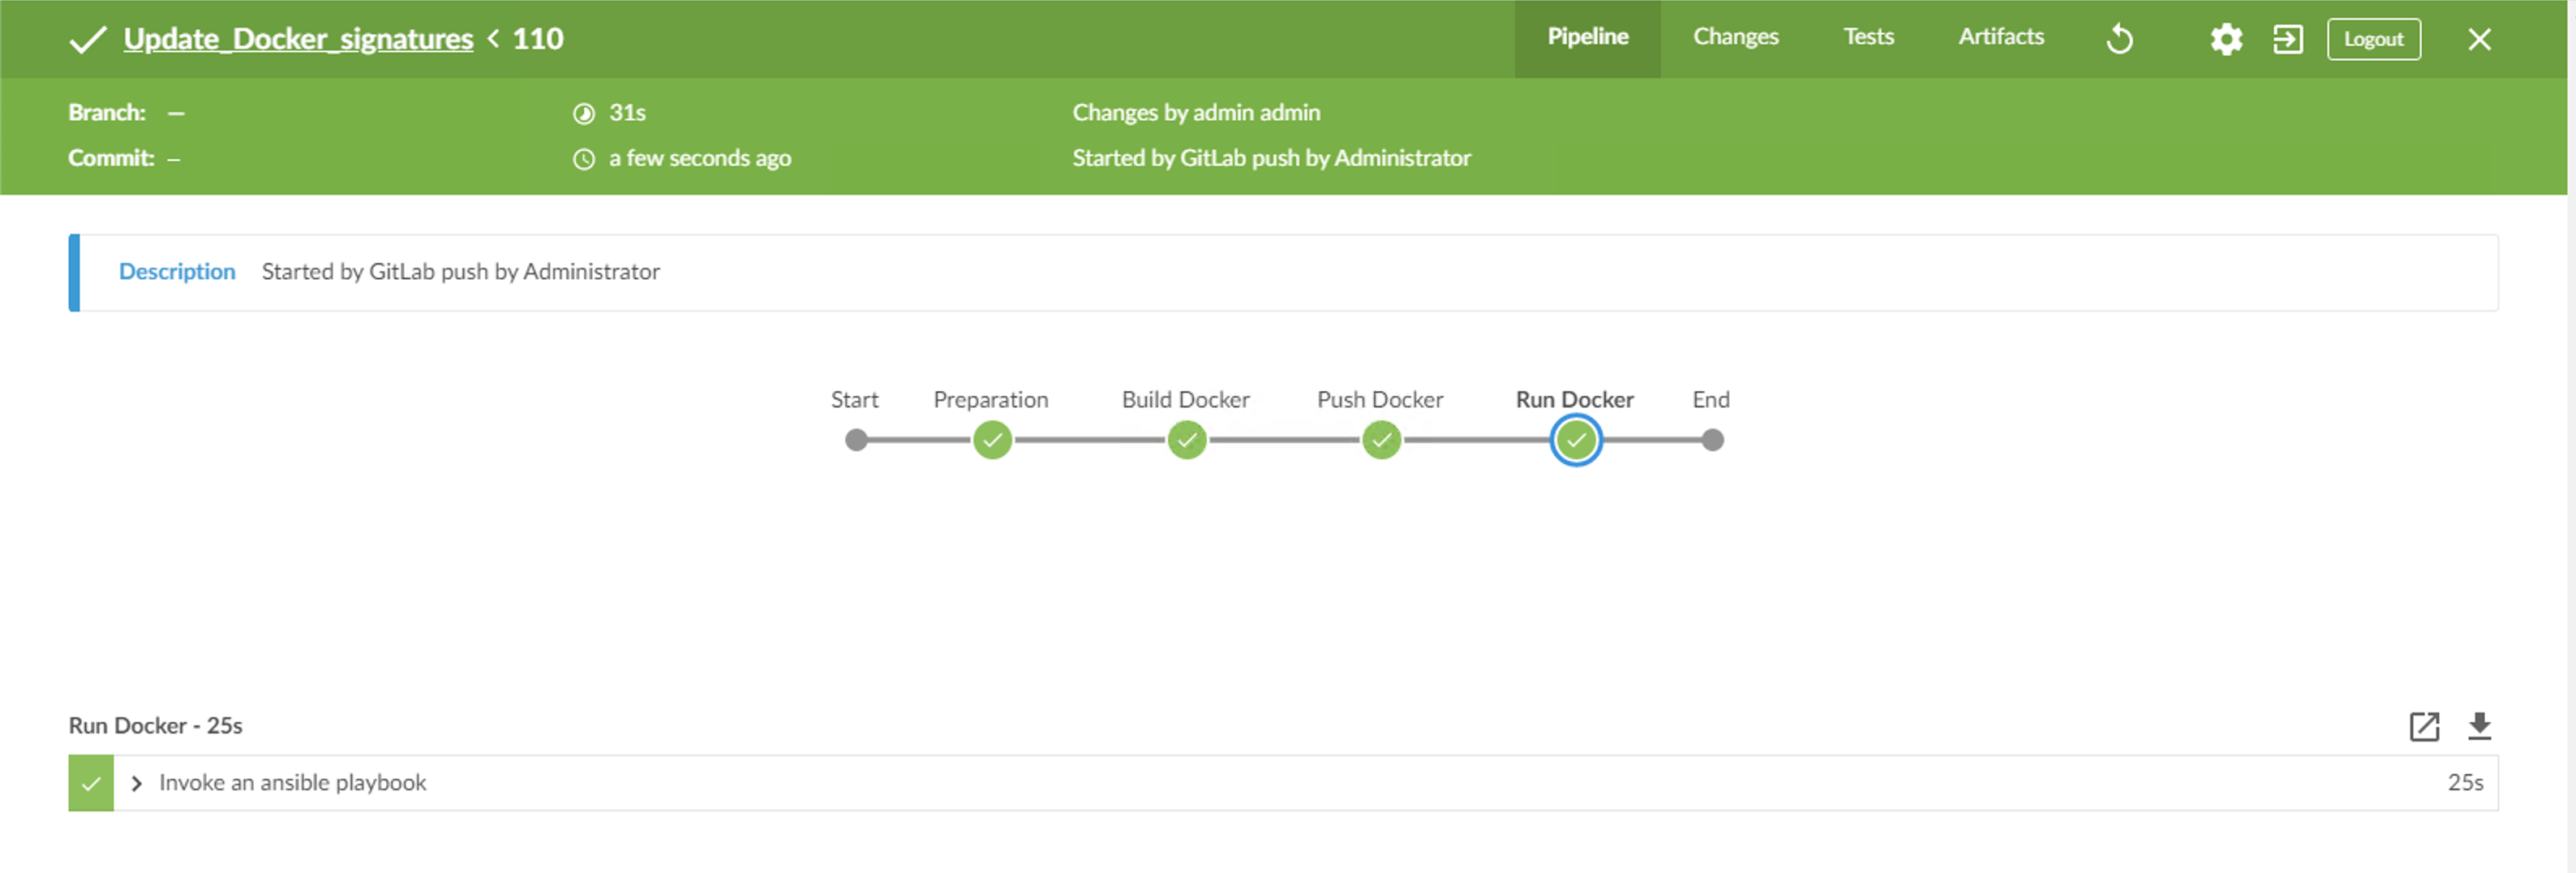 Update_Docker_signatures < 110 Pipeline Changes Tests Artifacts Logout
Branch: — 31s Changes by admin admin
Commit: – a few seconds ago Started by GitLab push by Administrator
Description Started by GitLab push by Administrator
Start Preparation Build Docker Push Docker Run Docker End
Run Docker - 25s
Invoke an ansible playbook 25s